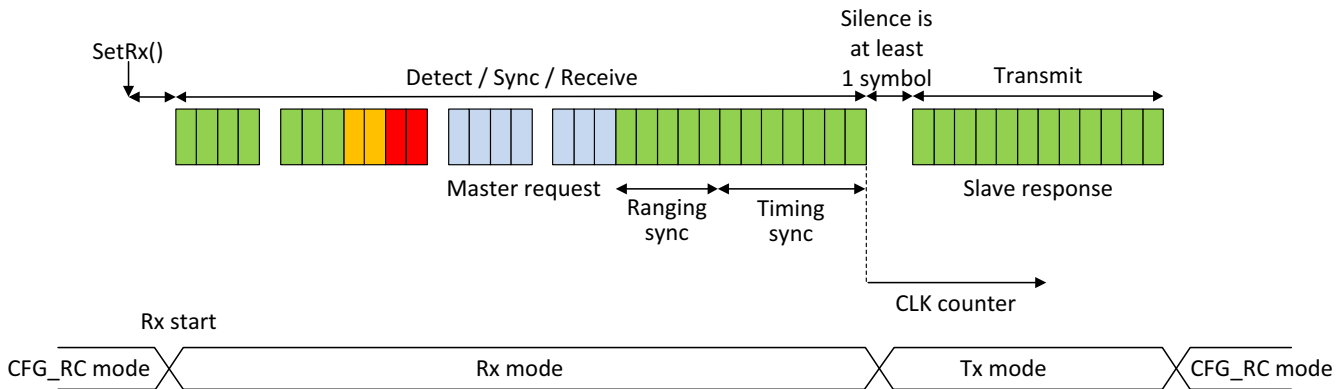 Silence is
at least
1 symbol
SetRx()
Detect / Sync / Receive
Transmit
Master request
Slave response
Ranging
sync
Timing
sync
CLK counter
Rx start
CFG_RC mode
Rx mode
Tx mode
CFG_RC mode